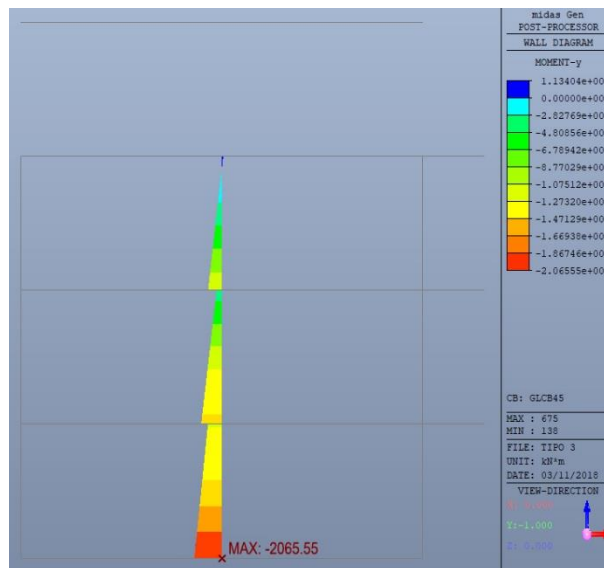 midas Gen
POST-PROCESSOR
WALL DIAGRAM
MOMENT-y
1.13404e+00
0.00000e+00
-2.82769e+00
-4.80856e+00
-6.78942e+00
-8.77029e+00
-1.07512e+00
-1.27320e+00
-1.47129e+00
-1.66938e+00
-1.86746e+00
-2.06555e+00
MAX: -2065.55
CB: GLCB45
MAX : 675
MIN : 138
FILE: TIPO 3
UNIT: kN*m
DATE: 03/11/2018
VIEW-DIRECTION
Y:-1.000
Z: 0.000